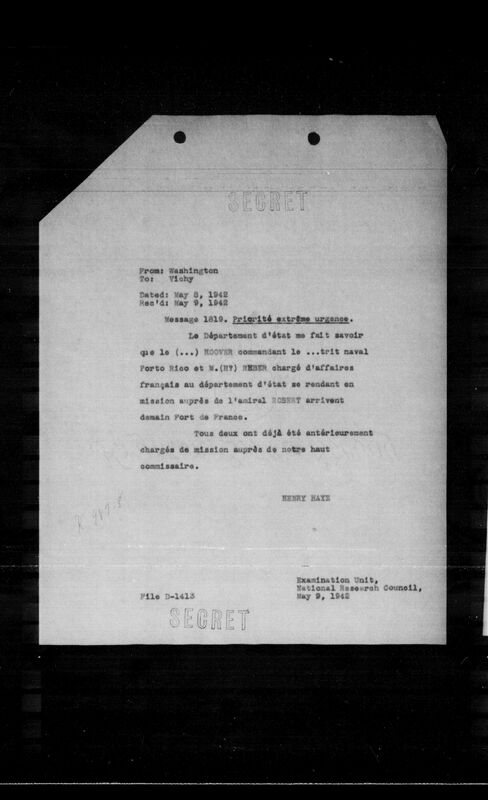 SECRET
From: Washington
To: Vichy
Dated: May 8, 1942
Rec'd: May 9, 1942
Message 1819. Priorité extrême urgence.
Le Département d'état me fait savoir
que le (...) HOOVER commandant le ...trit naval
Porto Rico et M.(HY) REBER chargé d'affaires
français au département d'état se rendant en
mission auprès de l'amiral ROBERT arrivent
demain Fort de France.
Tous deux ont déjà été antérieurement
chargés de mission auprès de notre haut
commissaire.
HENRY HAYE
Examination Unit,
National Research Council,
File D-1413 May 9, 1942
SECRET